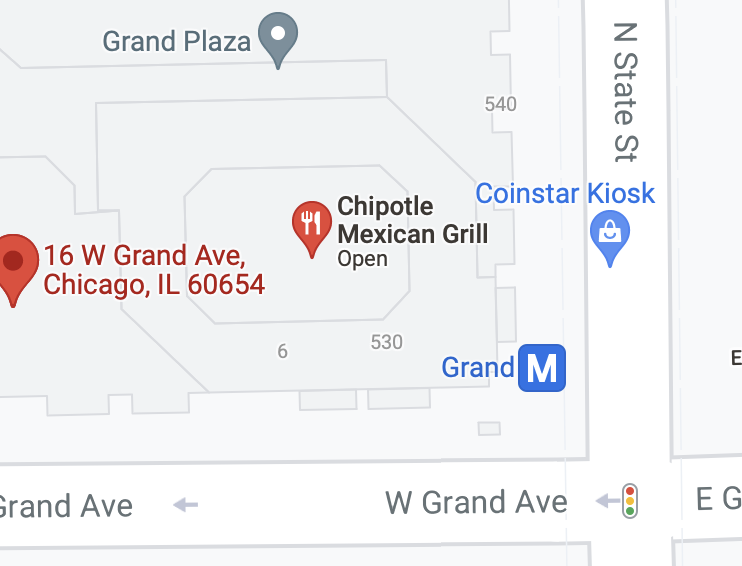 Grand Plaza
N State St
540
Coinstar Kiosk
Chipotle
Mexican Grill
Open
16 W Grand Ave,
Chicago, IL 60654
6
530
Grand M
E
Grand Ave
W Grand Ave
E G